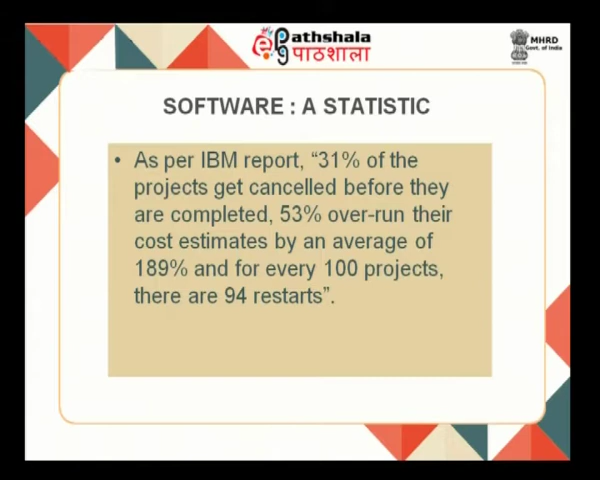 epathshala
पाठशाला
MHRD
Govt. of India
SOFTWARE : A STATISTIC
• As per IBM report, “31% of the
projects get cancelled before they
are completed, 53% over-run their
cost estimates by an average of
189% and for every 100 projects,
there are 94 restarts”.